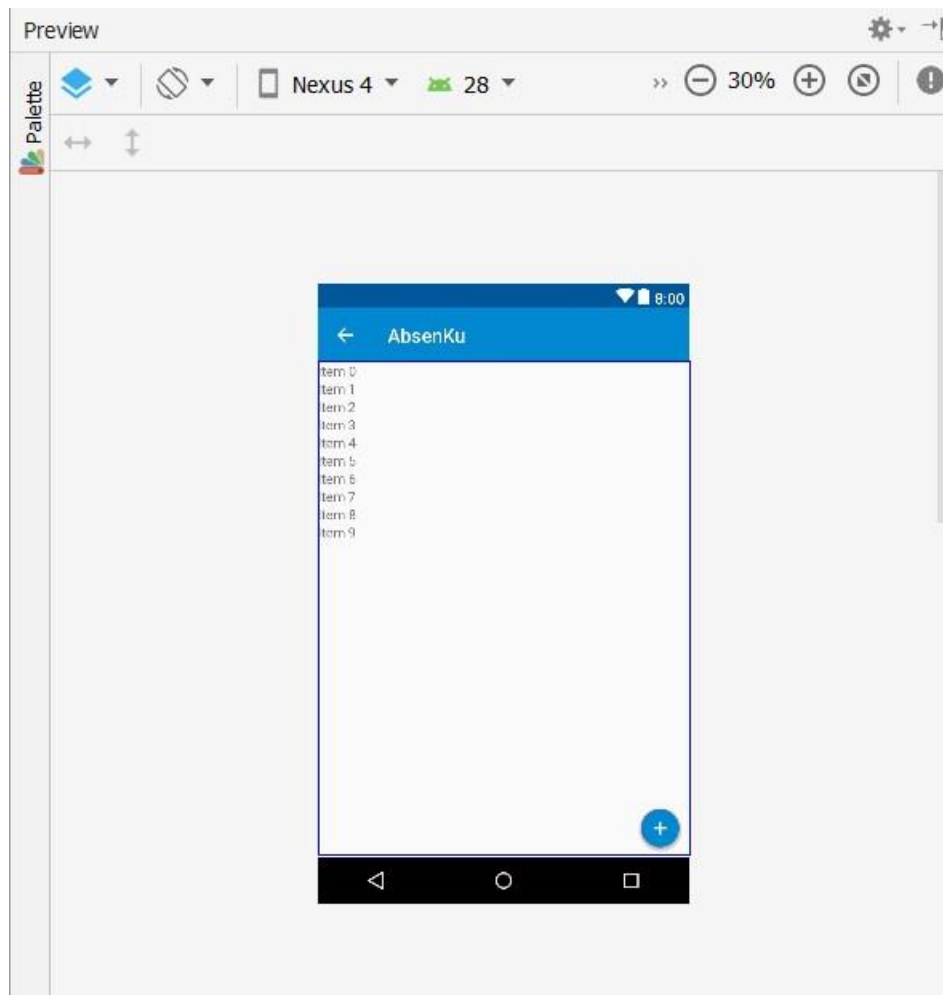 Preview
Palette
Nexus 4
28
30%
8:00
AbsenKu
Item 0
Item 1
Item 2
Item 3
Item 4
Item 5
Item 6
Item 7
Item 8
Item 9